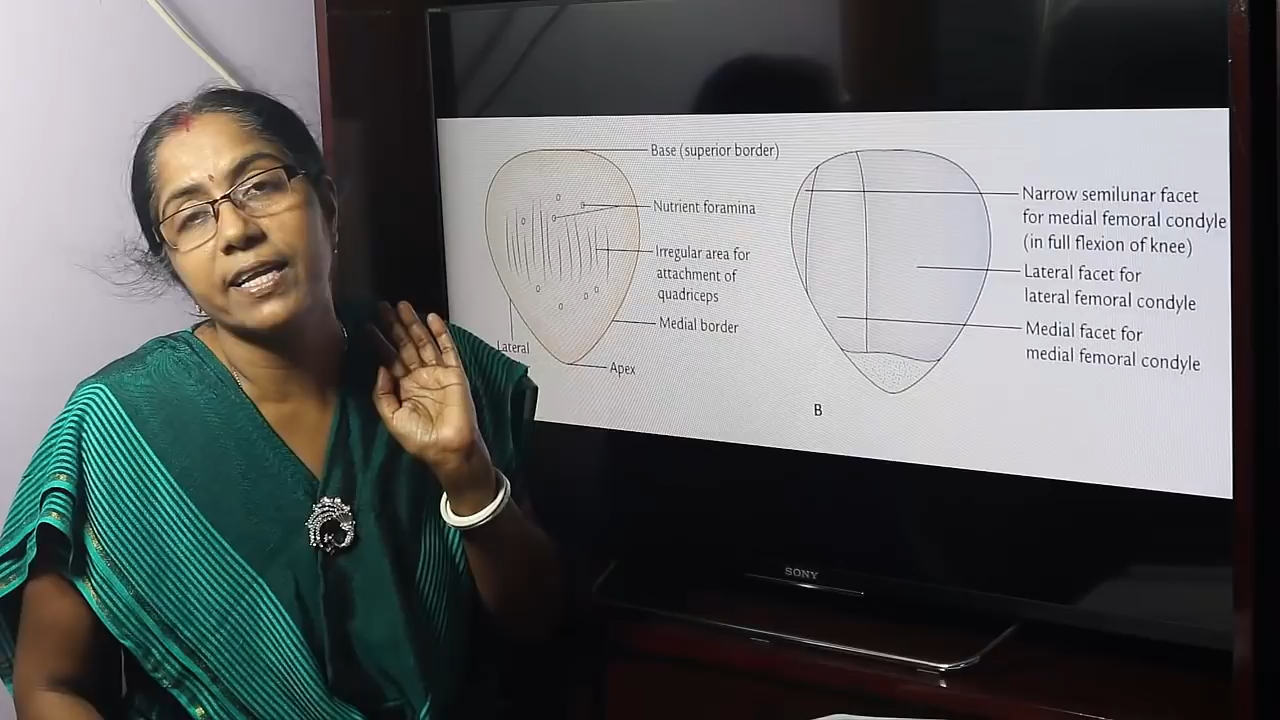 Base (superior border)
Nutrient foramina
Irregular area for
attachment of
quadriceps
Medial border
Lateral
Apex
Narrow semilunar facet
for medial femoral condyle
(in full flexion of knee)
Lateral facet for
lateral femoral condyle
Medial facet for
medial femoral condyle
B
SONY